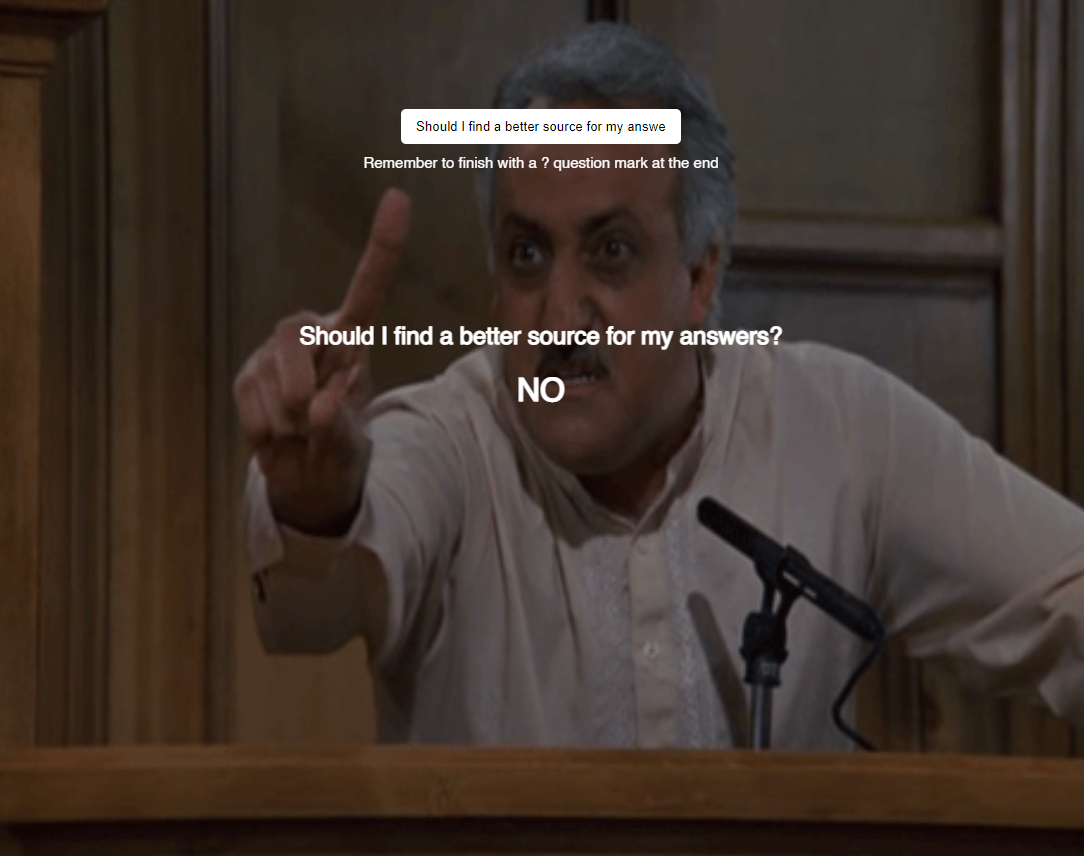 Should I find a better source for my answe
Remember to finish with a ? question mark at the end
Should I find a better source for my answers?
NO